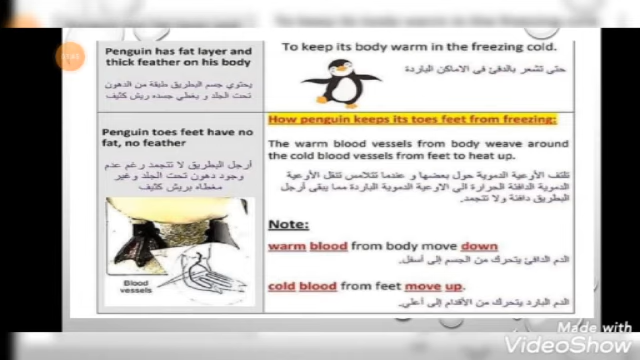 Penguin has fat layer and
thick feather on his body
يحتوي جسم البطريق طبقة من الدهون
تحت الجلد و يغطي جسده ريش كثيف
To keep its body warm in the freezing cold.
حتى تشعر بالدفئ فى الاماكن الباردة
Penguin toes feet have no
fat, no feather
أرجل البطريق لا تتجمد رغم عدم
وجود دهون تحت الجلد وغير
مغطاه بريش كثيف
Blood
vessels
How penguin keeps its toes feet from freezing:
The warm blood vessels from body weave around
the cold blood vessels from feet to heat up.
تلتف الأوعية الدموية حول بعضها و عندما تتلامس تنقل الأوعية
الدموية الدافئة الحرارة الى الاوعية الدموية الباردة مما يبقى أرجل
البطريق دافئة ولا تتجمد.
Note:
warm blood from body move down
الدم الدافئ يتحرك من الجسم إلى أسفل.
cold blood from feet move up.
الدم البارد يتحرك من الأقدام إلى أعلي.
Made with
VideoShow